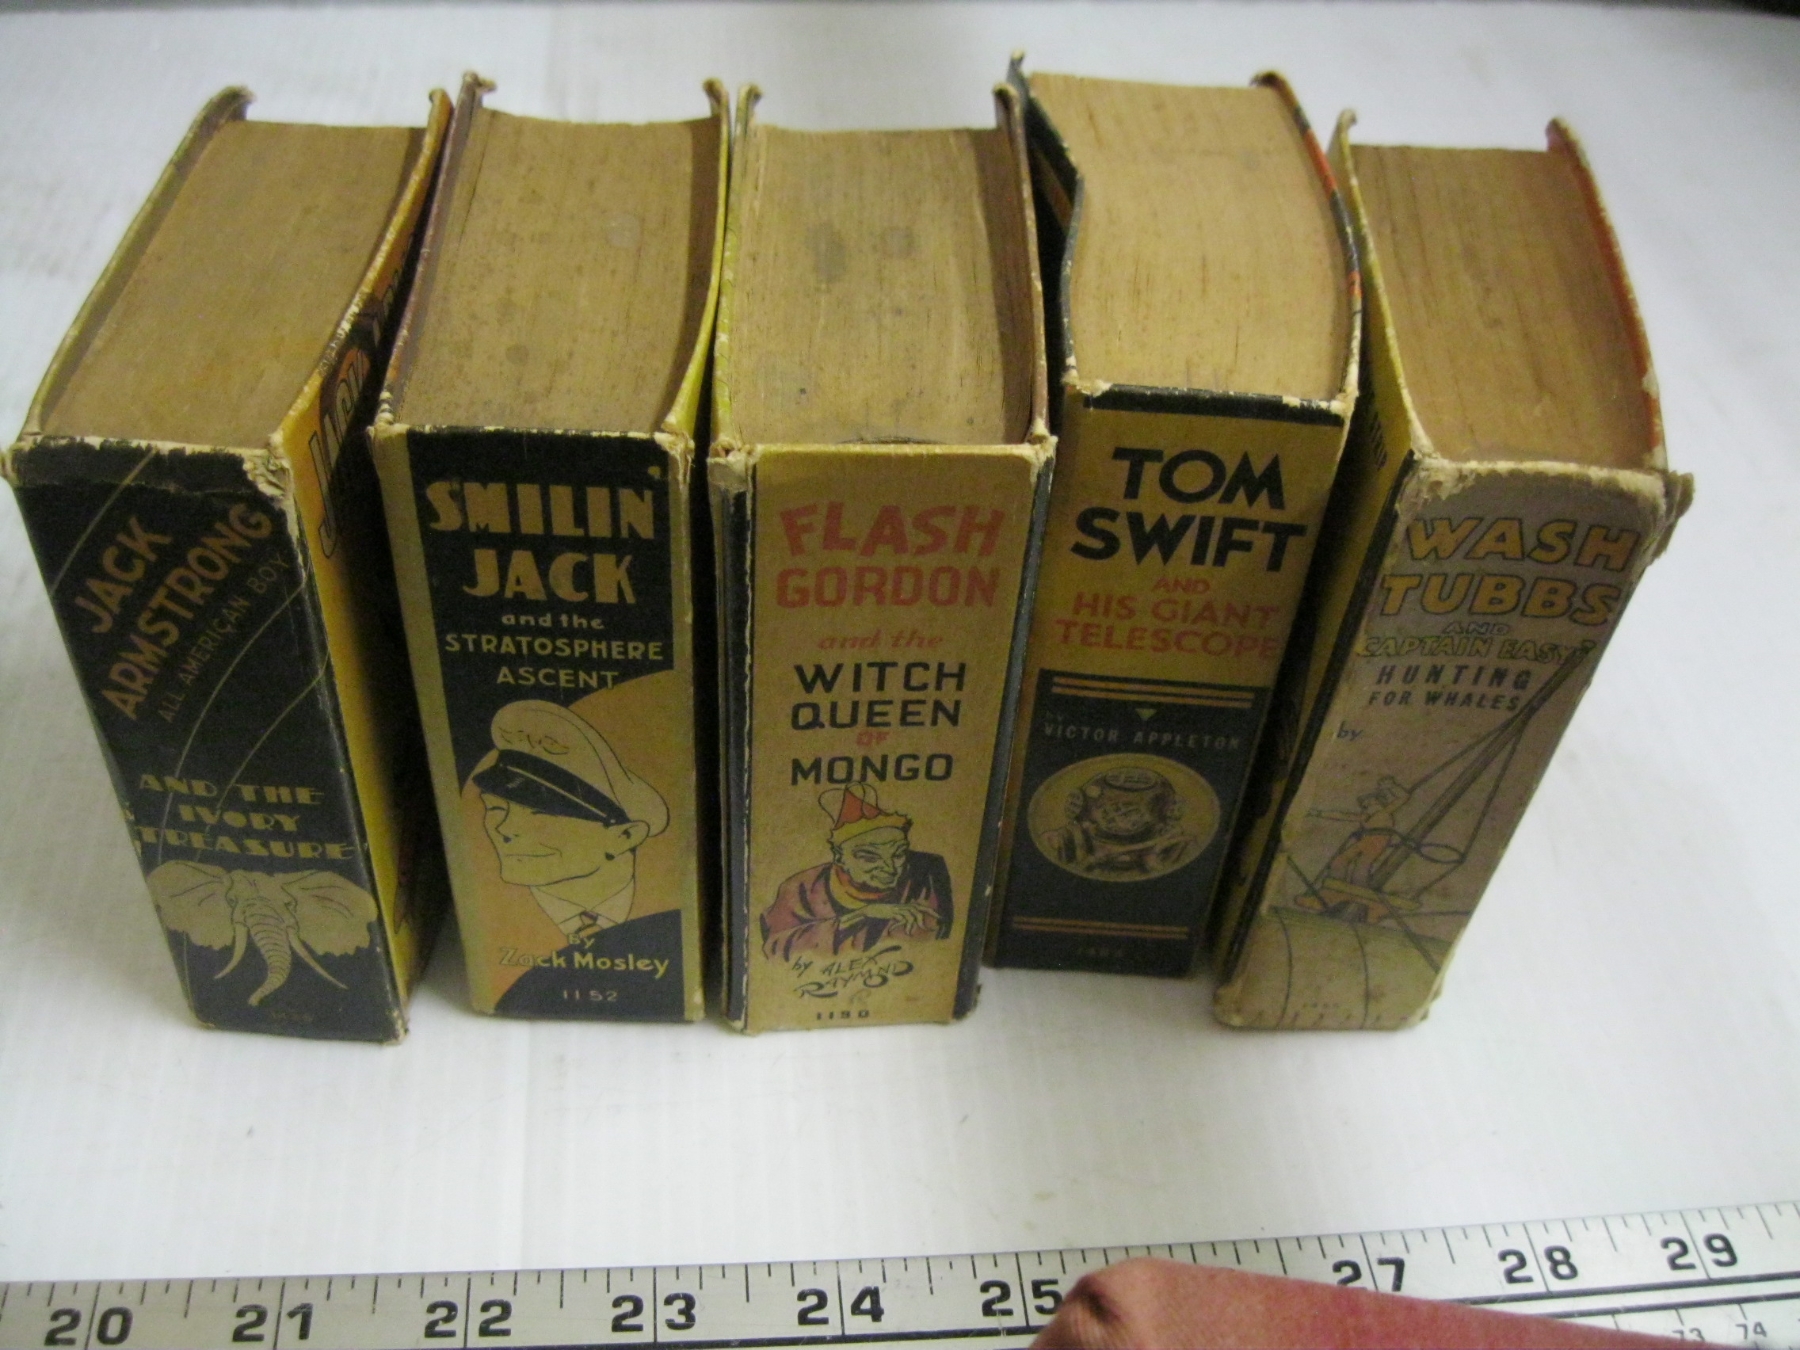 JACK
ARMSTRONG
ALL AMERICAN BOY
AND THE
IVORY
TREASURE
JACK
SMILIN'
JACK
and the
STRATOSPHERE
ASCENT
By
Zack Mosley
1152
FLASH
GORDON
and the
WITCH
QUEEN
OF
MONGO
by ALEX
RAYMOND
1190
TOM
SWIFT
AND
HIS GIANT
TELESCOPE
VICTOR APPLETON
WASH
TUBBS
AND
CAPTAIN EASY
HUNTING
FOR WHALES
by
20 21 22 23 24 25 27 28 29
73 74